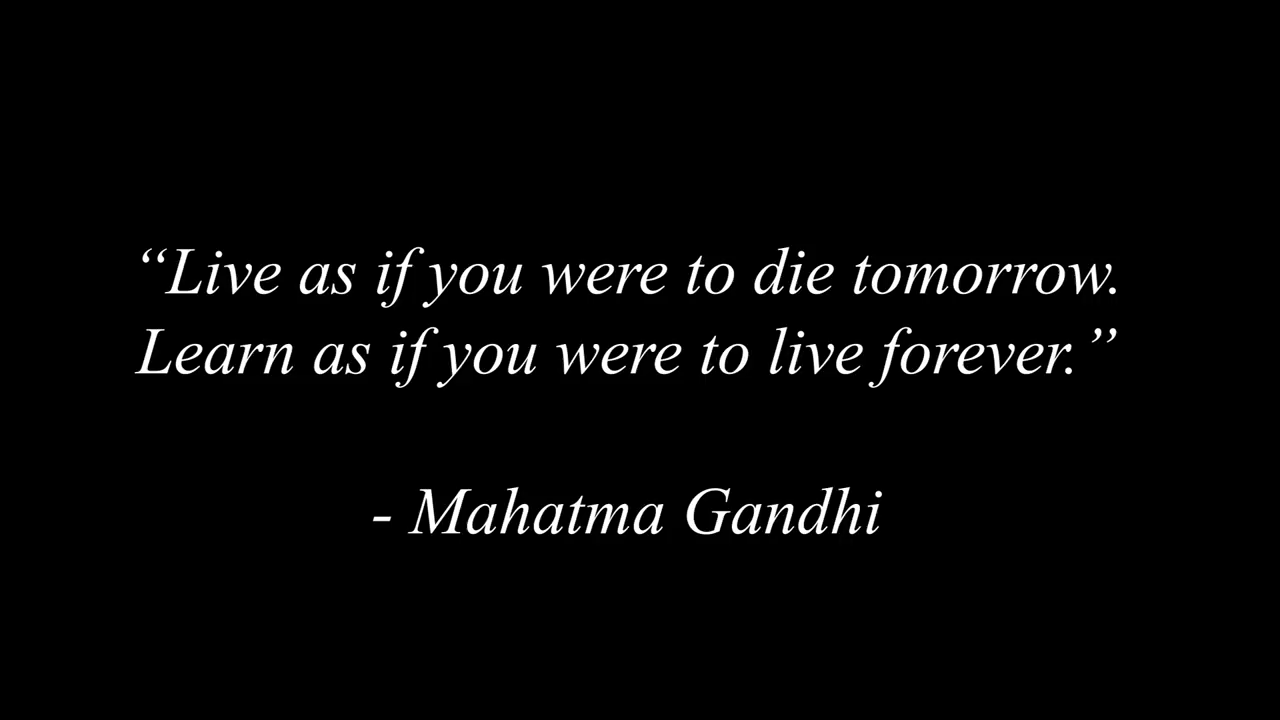 “Live as if you were to die tomorrow.
Learn as if you were to live forever.”
- Mahatma Gandhi